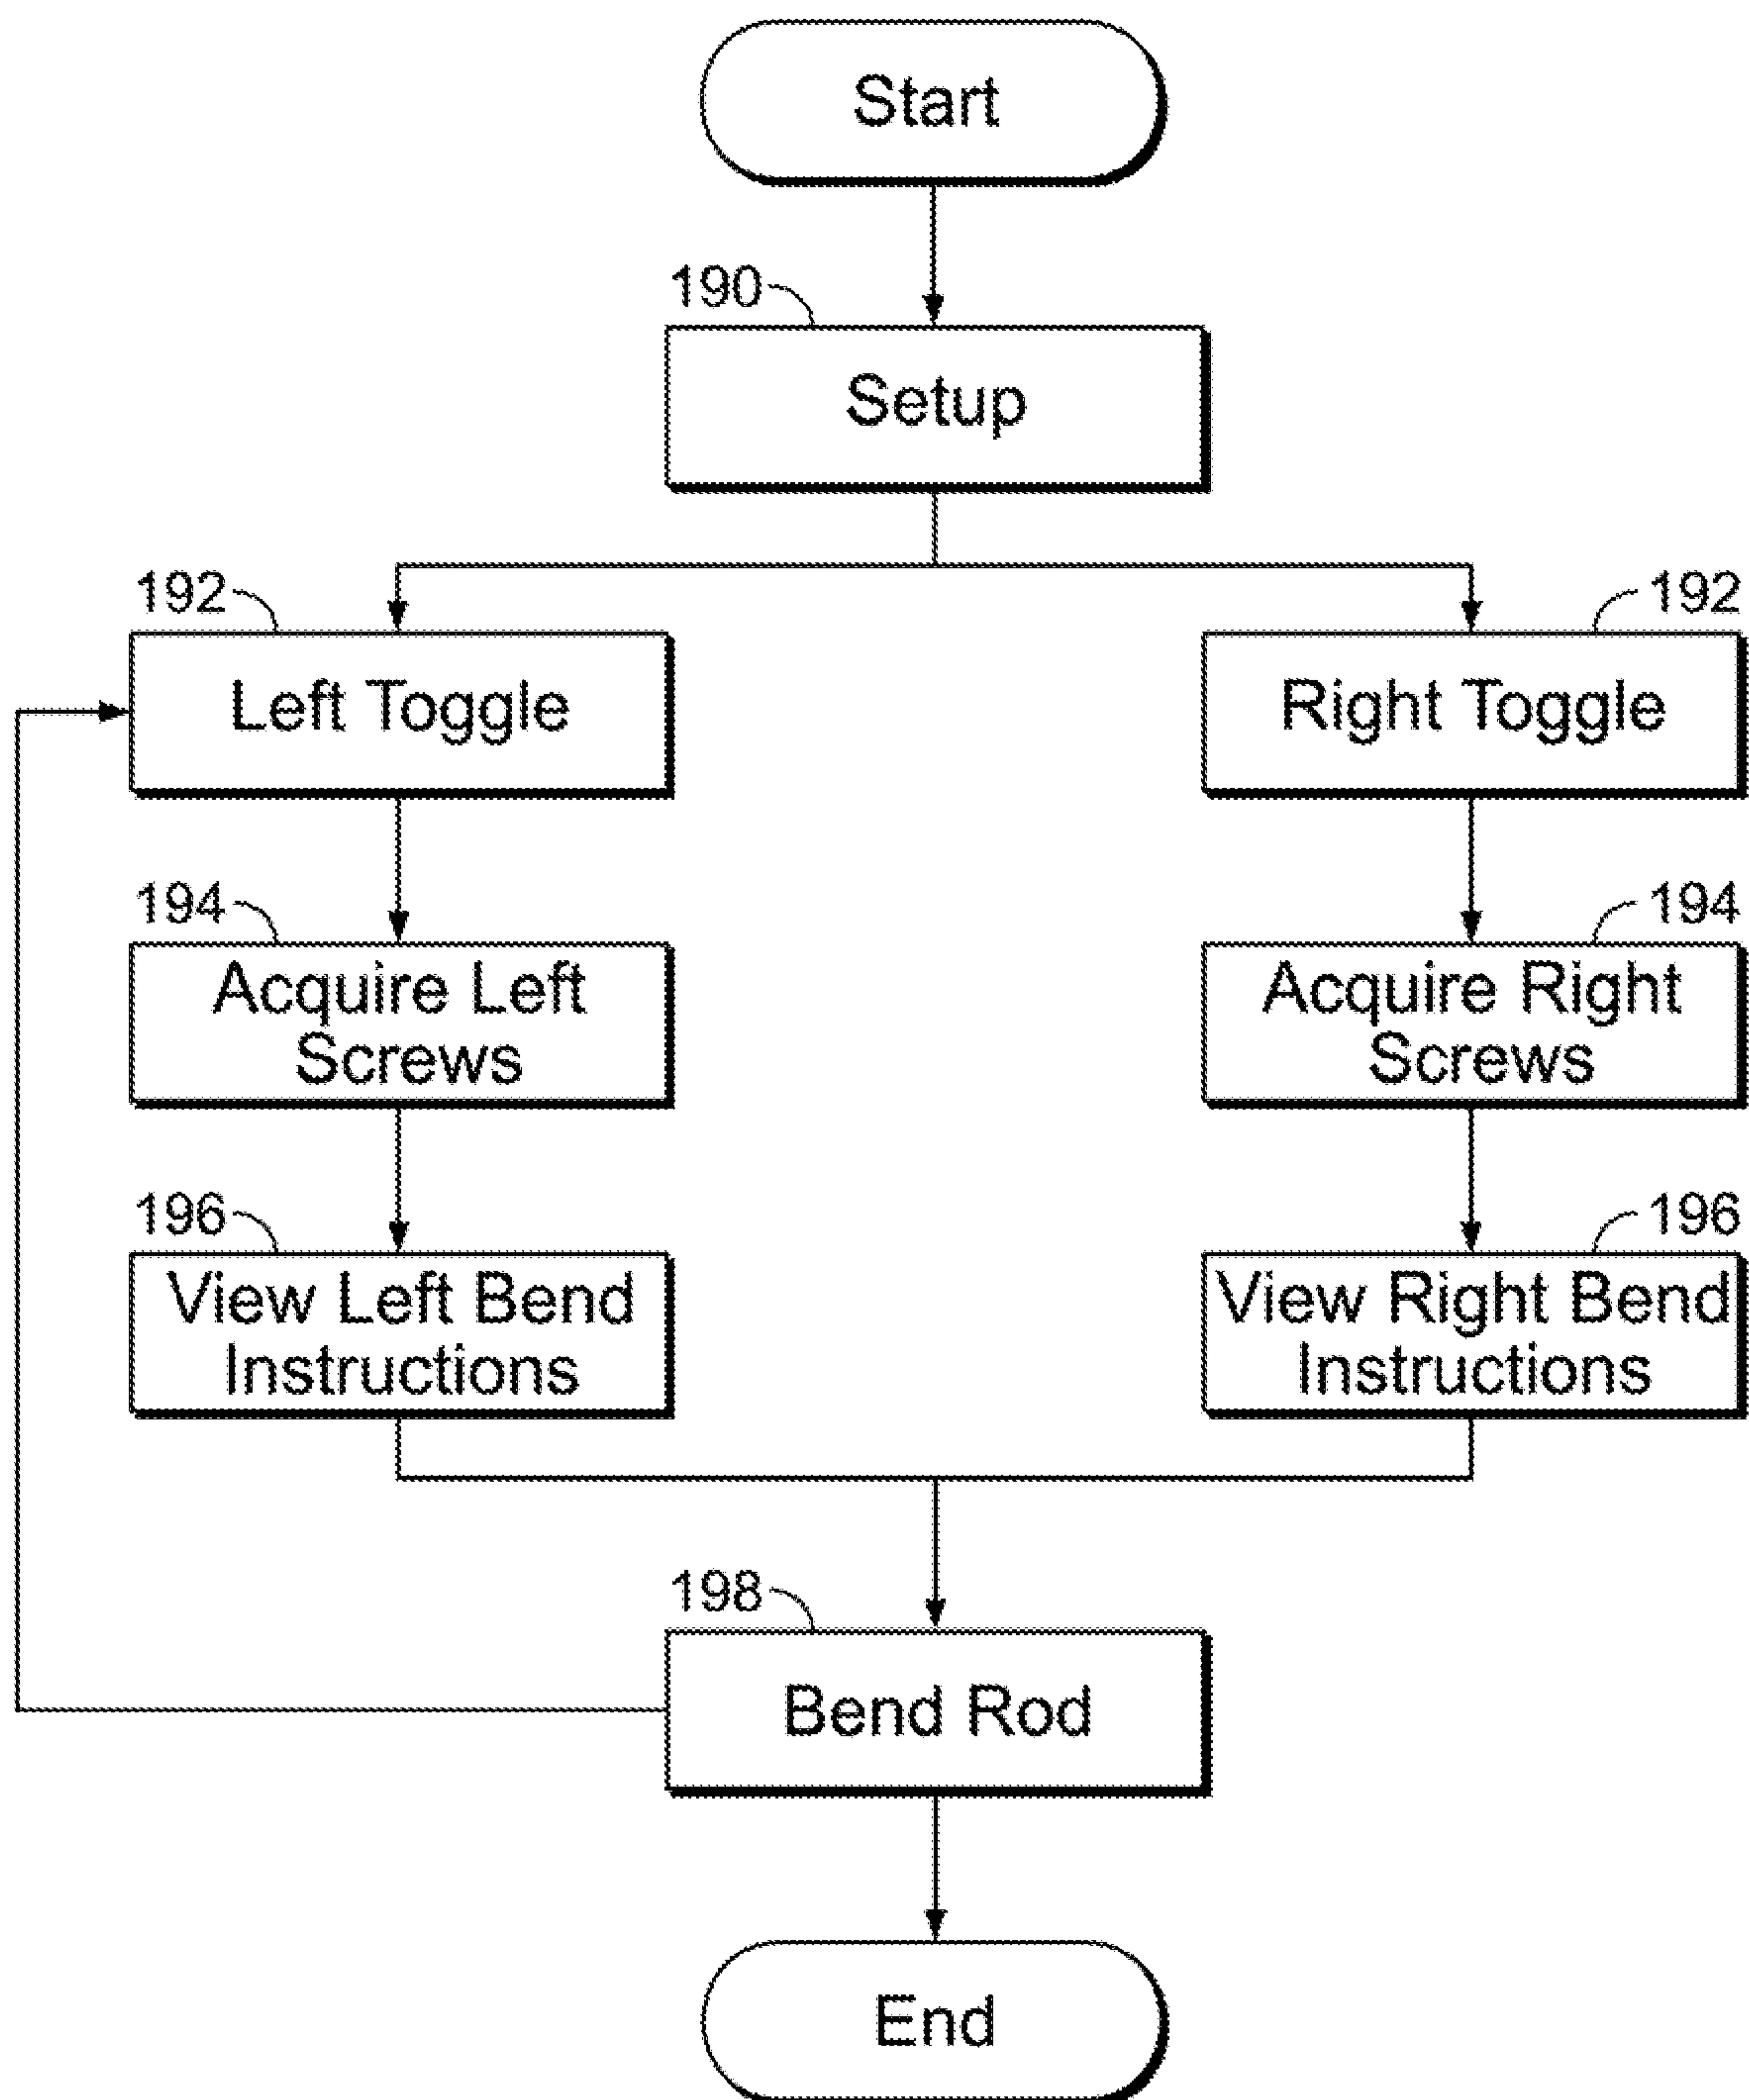 Start
190
Setup
192
Left Toggle
192
Right Toggle
194
Acquire Left
Screws
194
Acquire Right
Screws
196
View Left Bend
Instructions
196
View Right Bend
Instructions
198
Bend Rod
End